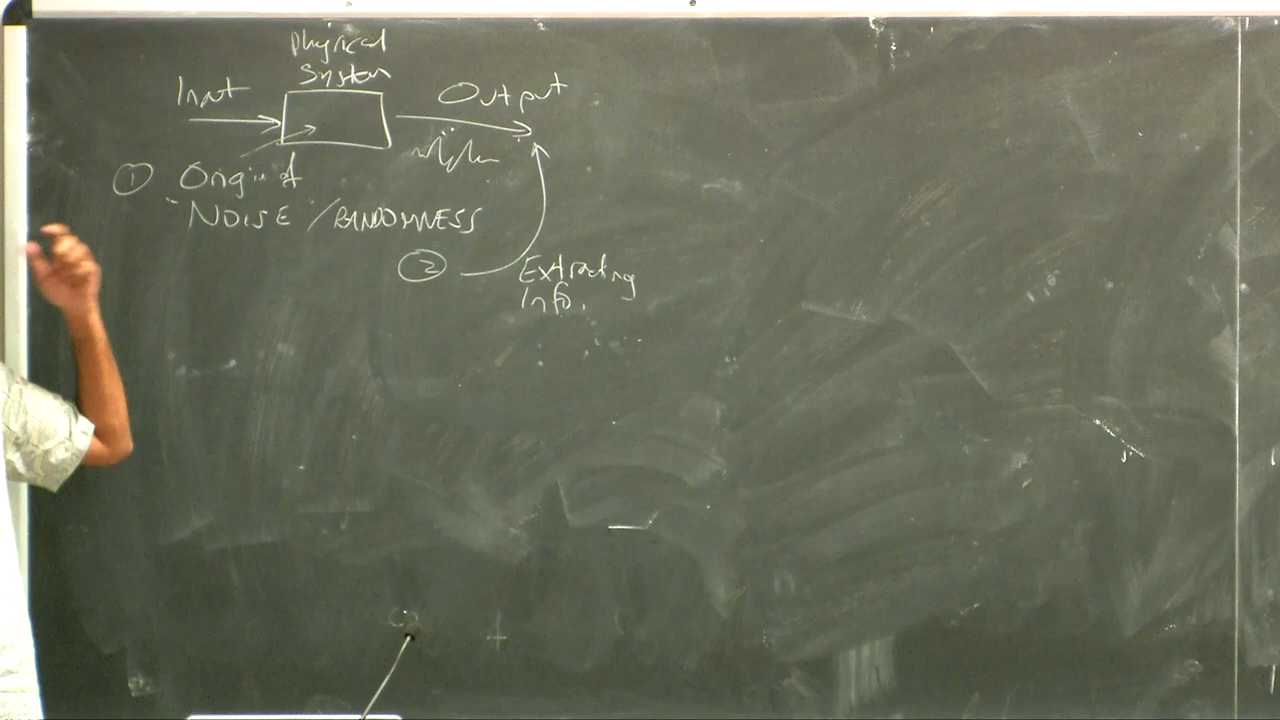 Physical
System
Input
Output
① Origin of
"NOISE"/RANDOMNESS
② Extracting
Info.